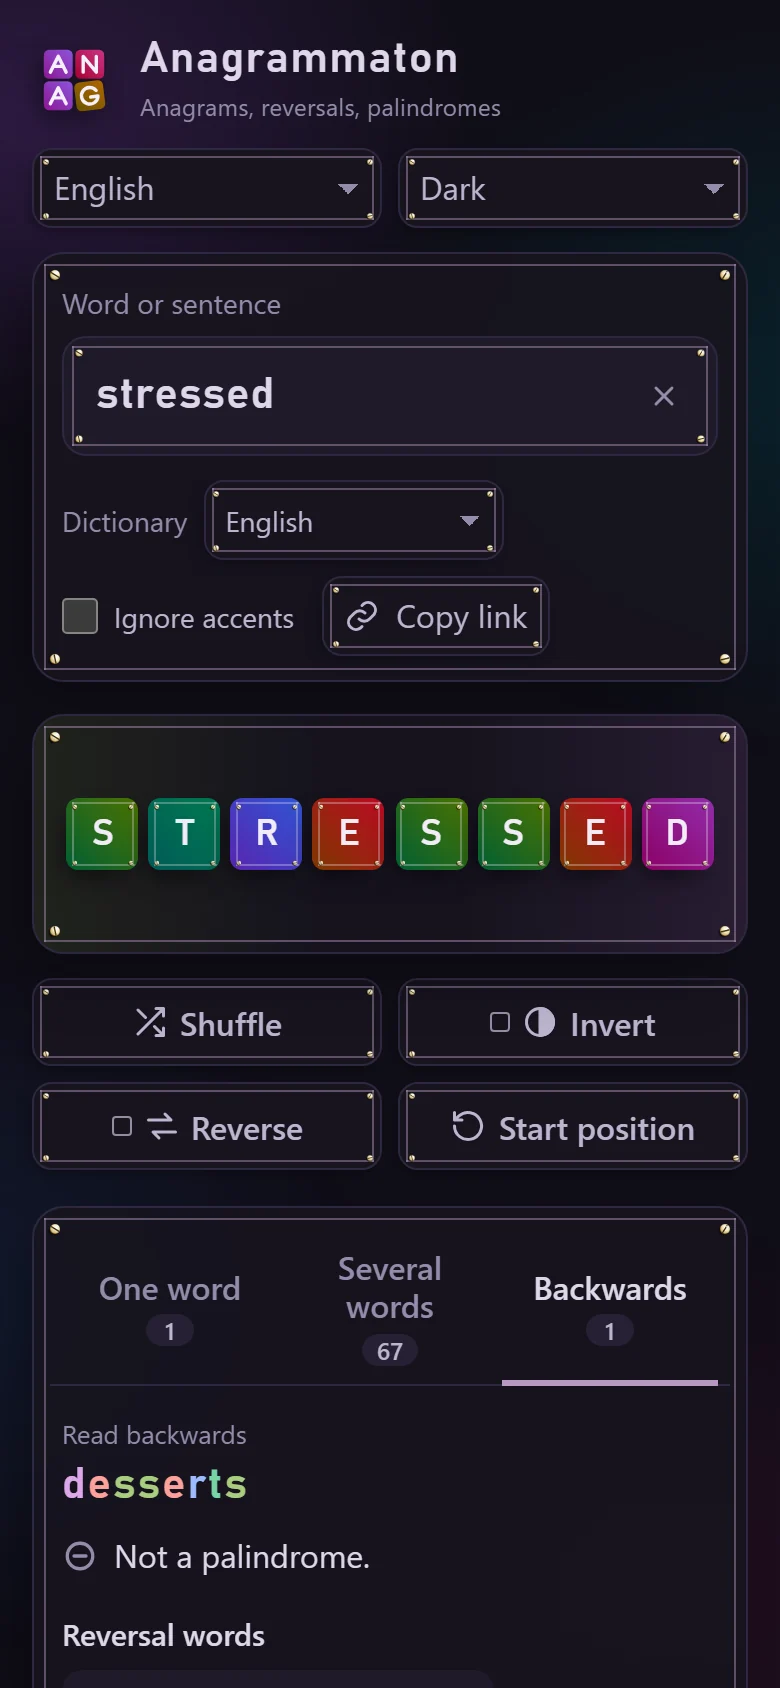 AN
AG
Anagrammaton
Anagrams, reversals, palindromes
English
Dark
Word or sentence
stressed
Dictionary
English
Ignore accents
Copy link
S T R E S S E D
Shuffle
Invert
Reverse
Start position
One word
1
Several words
67
Backwards
1
Read backwards
desserts
Not a palindrome.
Reversal words